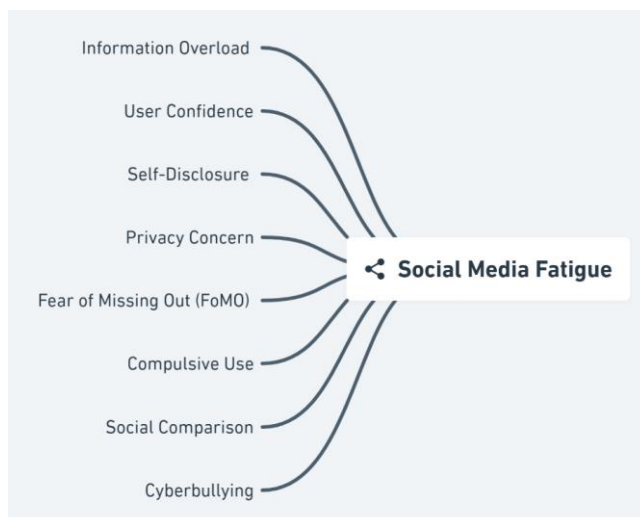 Information Overload
User Confidence
Self-Disclosure
Privacy Concern
Fear of Missing Out (FoMO)
Compulsive Use
Social Comparison
Cyberbullying
Social Media Fatigue